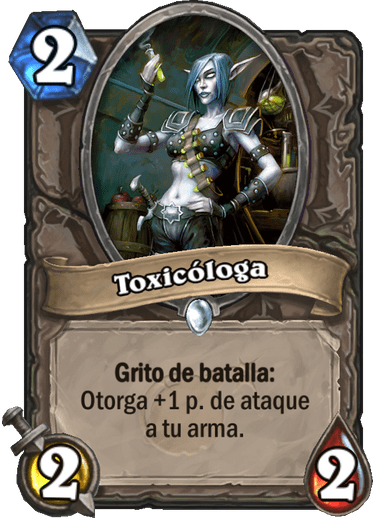 2
Toxicóloga
Grito de batalla:
Otorga +1 p. de ataque
a tu arma.
2 2